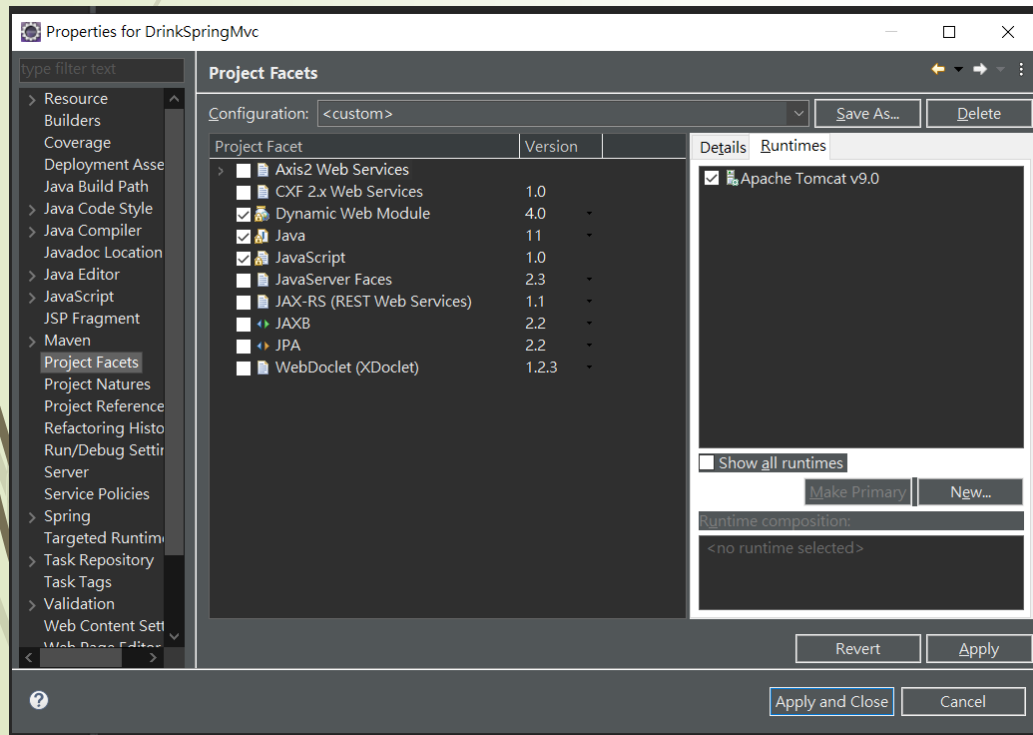 Properties for DrinkSpringMvc
type filter text
Project Facets
Resource
Builders
Coverage
Deployment Asse
Java Build Path
Java Code Style
Java Compiler
Javadoc Location
Java Editor
JavaScript
JSP Fragment
Maven
Project Facets
Project Natures
Project Reference
Refactoring Histo
Run/Debug Settin
Server
Service Policies
Spring
Targeted Runtim
Task Repository
Task Tags
Validation
Web Content Sett
Web Page Editor
Configuration: <custom> Save As... Delete
Project Facet Version
Axis2 Web Services
CXF 2.x Web Services 1.0
Dynamic Web Module 4.0
Java 11
JavaScript 1.0
JavaServer Faces 2.3
JAX-RS (REST Web Services) 1.1
JAXB 2.2
JPA 2.2
WebDoclet (XDoclet) 1.2.3
Details Runtimes
Apache Tomcat v9.0
Show all runtimes
Make Primary New...
Runtime composition:
<no runtime selected>
Revert Apply
? Apply and Close Cancel